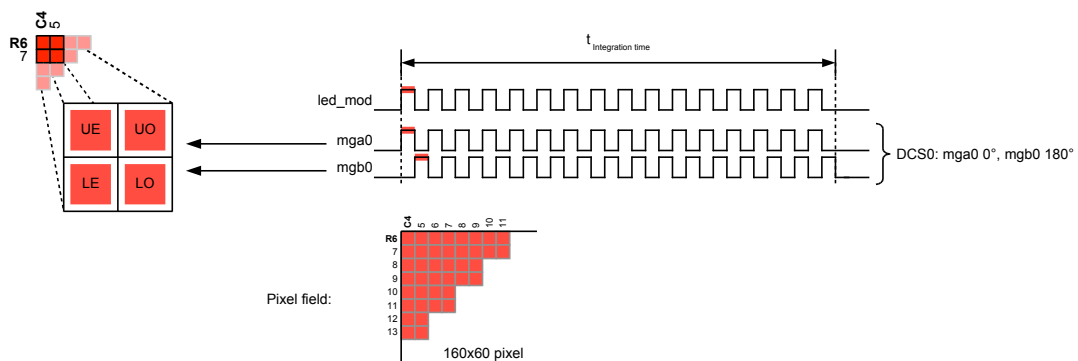 C4
5
R6
7
t Integration time
led_mod
UE UO
mga0
DCS0: mga0 0°, mgb0 180°
mgb0
LE LO
C4 5 6 7 8 9 10 11
R6
7
8
9
10
11
12
13
Pixel field:
160x60 pixel